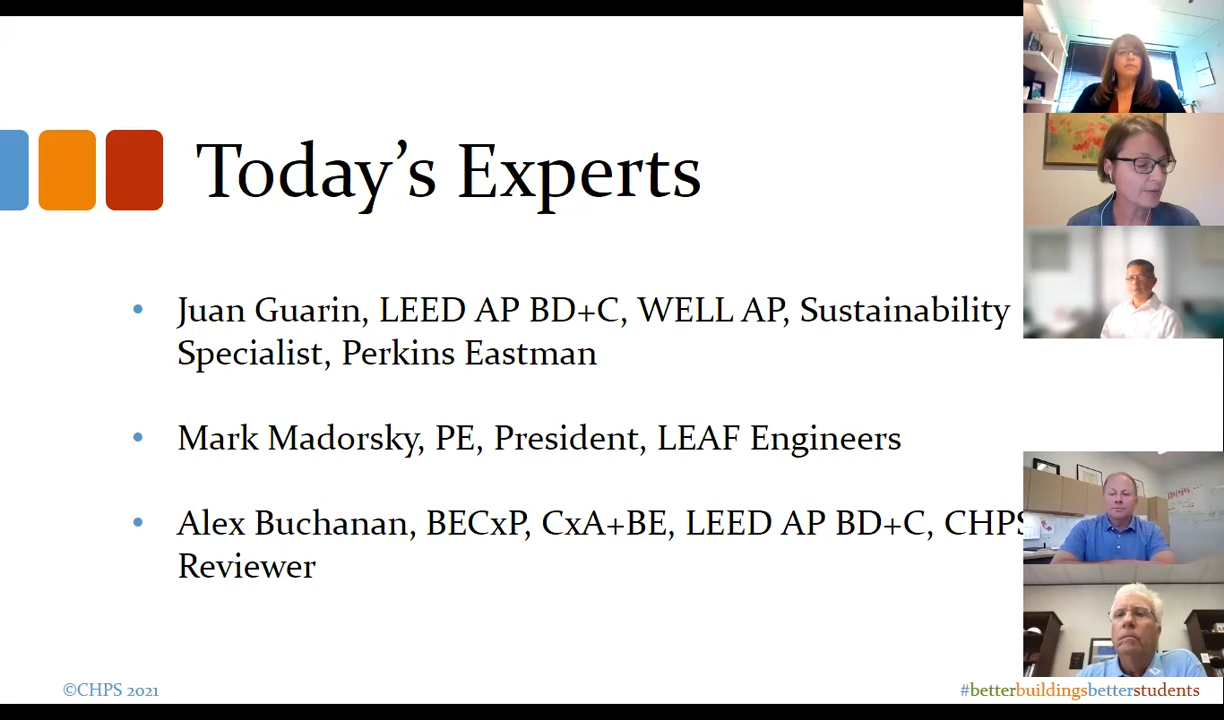 Today’s Experts
• Juan Guarin, LEED AP BD+C, WELL AP, Sustainability
Specialist, Perkins Eastman
• Mark Madorsky, PE, President, LEAF Engineers
• Alex Buchanan, BECxP, CxA+BE, LEED AP BD+C, CHPS
Reviewer
©CHPS 2021
#betterbuildingsbetterstudents